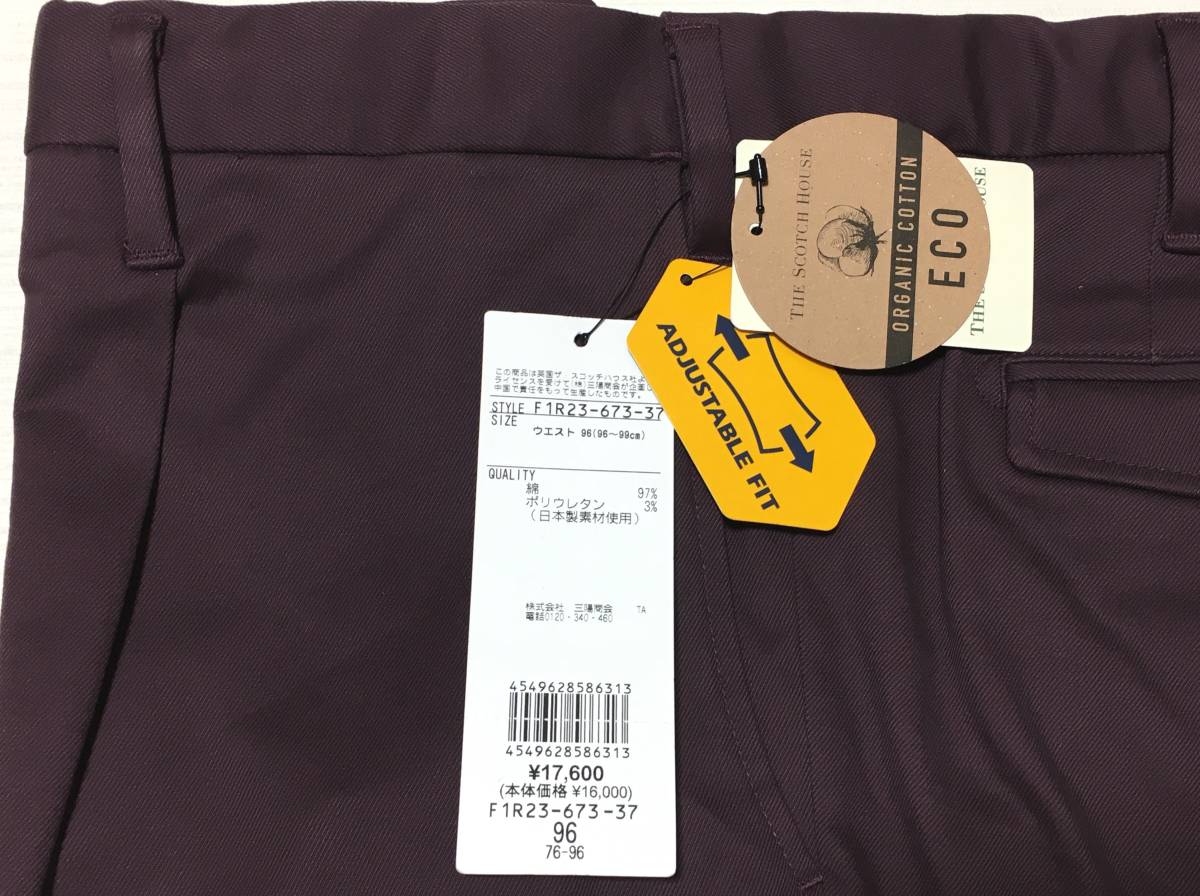 この商品は英国ザ・スコッチハウス社よ
ライセンスを受けて(株)三陽商会が企画し
中国で責任をもって生産したものです。
STYLE F1R23-673-37
SIZE
ウエスト 96(96~99cm)
QUALITY
綿 97%
ポリウレタン 3%
(日本製素材使用)
株式会社 三陽商会 TA
電話0120・340・460
4549628586313
4549628586313
¥17,600
(本体価格 ¥16,000)
F1R23-673-37
96
76-96
ADJUSTABLE FIT
THE SCOTCH HOUSE
ORGANIC COTTON
ECO
THE
OUSE